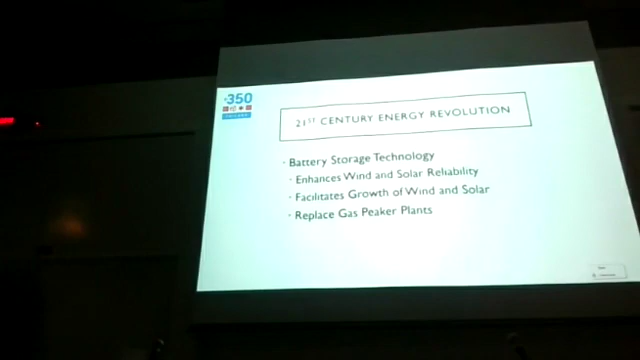 350
21ST CENTURY ENERGY REVOLUTION
· Battery Storage Technology
· Enhances Wind and Solar Reliability
· Facilitates Growth of Wind and Solar
· Replace Gas Peaker Plants